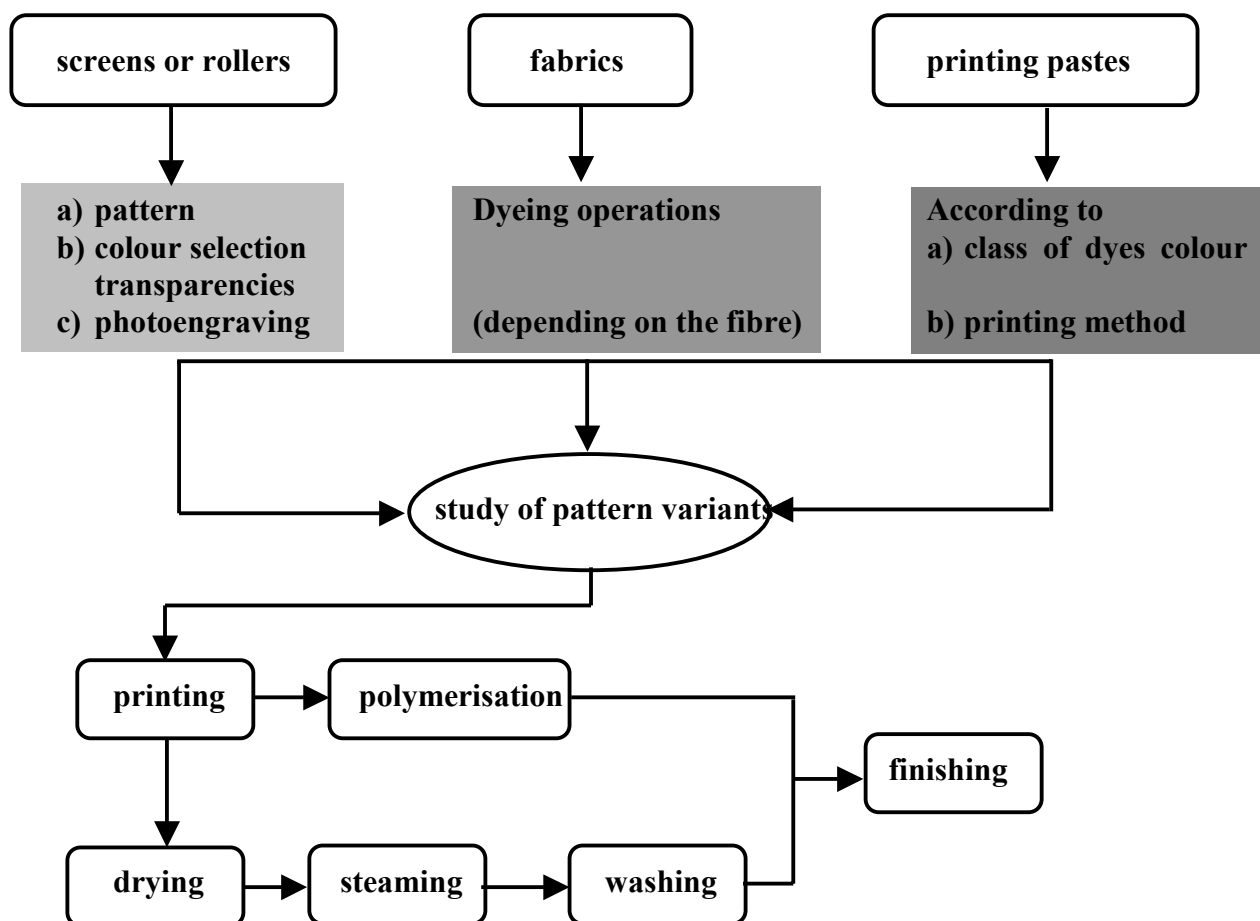 screens or rollers
fabrics
printing pastes
a) pattern
b) colour selection
transparencies
c) photoengraving
Dyeing operations
(depending on the fibre)
According to
a) class of dyes colour
b) printing method
study of pattern variants
printing
polymerisation
finishing
drying
steaming
washing